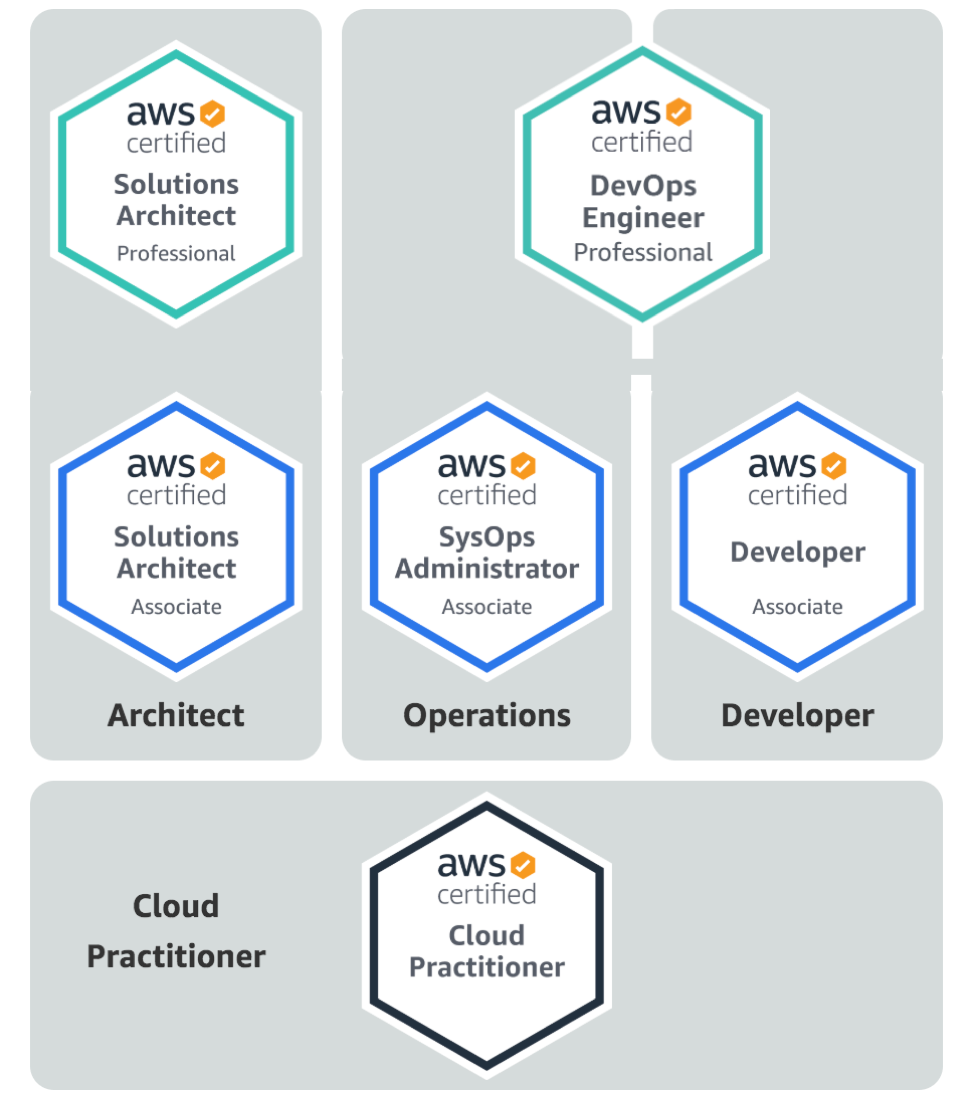 aws
certified
Solutions
Architect
Professional
aws
certified
DevOps
Engineer
Professional
aws
certified
Solutions
Architect
Associate
aws
certified
SysOps
Administrator
Associate
aws
certified
Developer
Associate
Architect
Operations
Developer
Cloud
Practitioner
aws
certified
Cloud
Practitioner